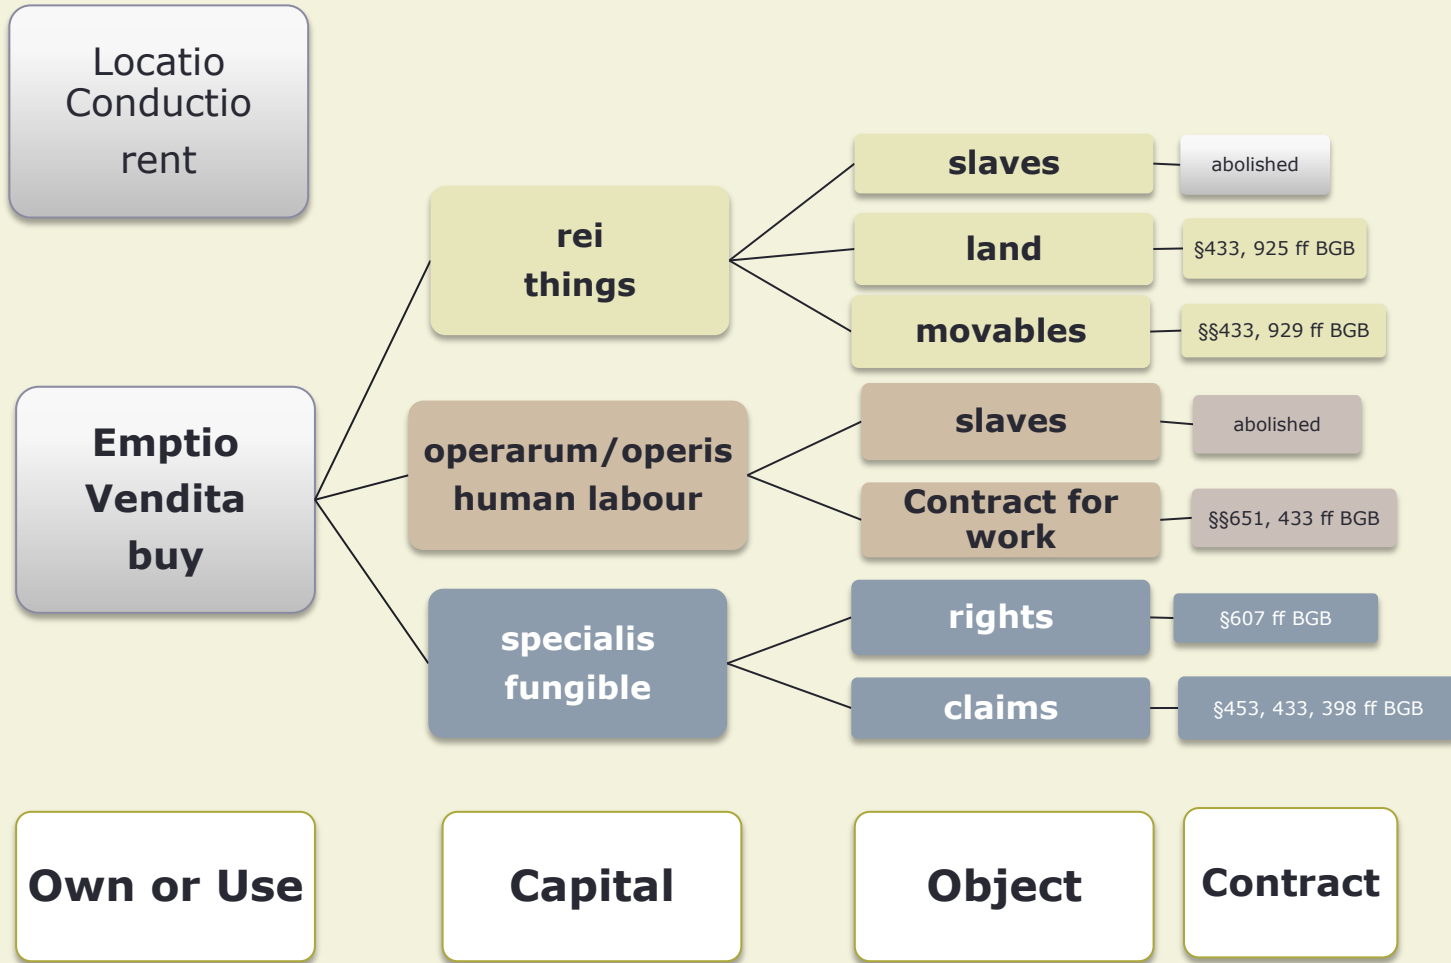 Locatio
Conductio
rent
Emptio
Vendita
buy
rei
things
slaves
abolished
land
§433, 925 ff BGB
movables
§§433, 929 ff BGB
operarum/operis
human labour
slaves
abolished
Contract for
work
§§651, 433 ff BGB
specialis
fungible
rights
§607 ff BGB
claims
§453, 433, 398 ff BGB
Own or Use
Capital
Object
Contract